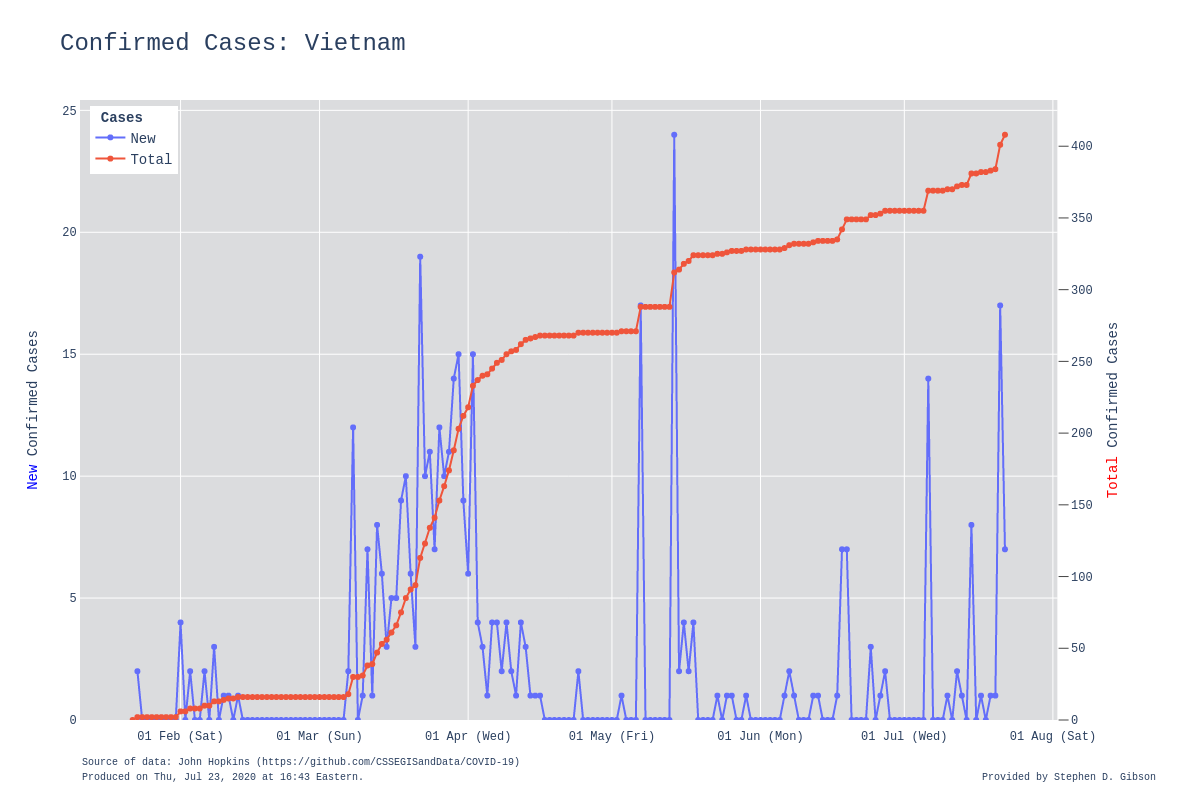 Confirmed Cases: Vietnam
Cases
New
Total
25
20
15
10
5
0
400
350
300
250
200
150
100
50
0
New Confirmed Cases
Total Confirmed Cases
01 Feb (Sat)
01 Mar (Sun)
01 Apr (Wed)
01 May (Fri)
01 Jun (Mon)
01 Jul (Wed)
01 Aug (Sat)
Source of data: John Hopkins (https://github.com/CSSEGISandData/COVID-19)
Produced on Thu, Jul 23, 2020 at 16:43 Eastern.
Provided by Stephen D. Gibson